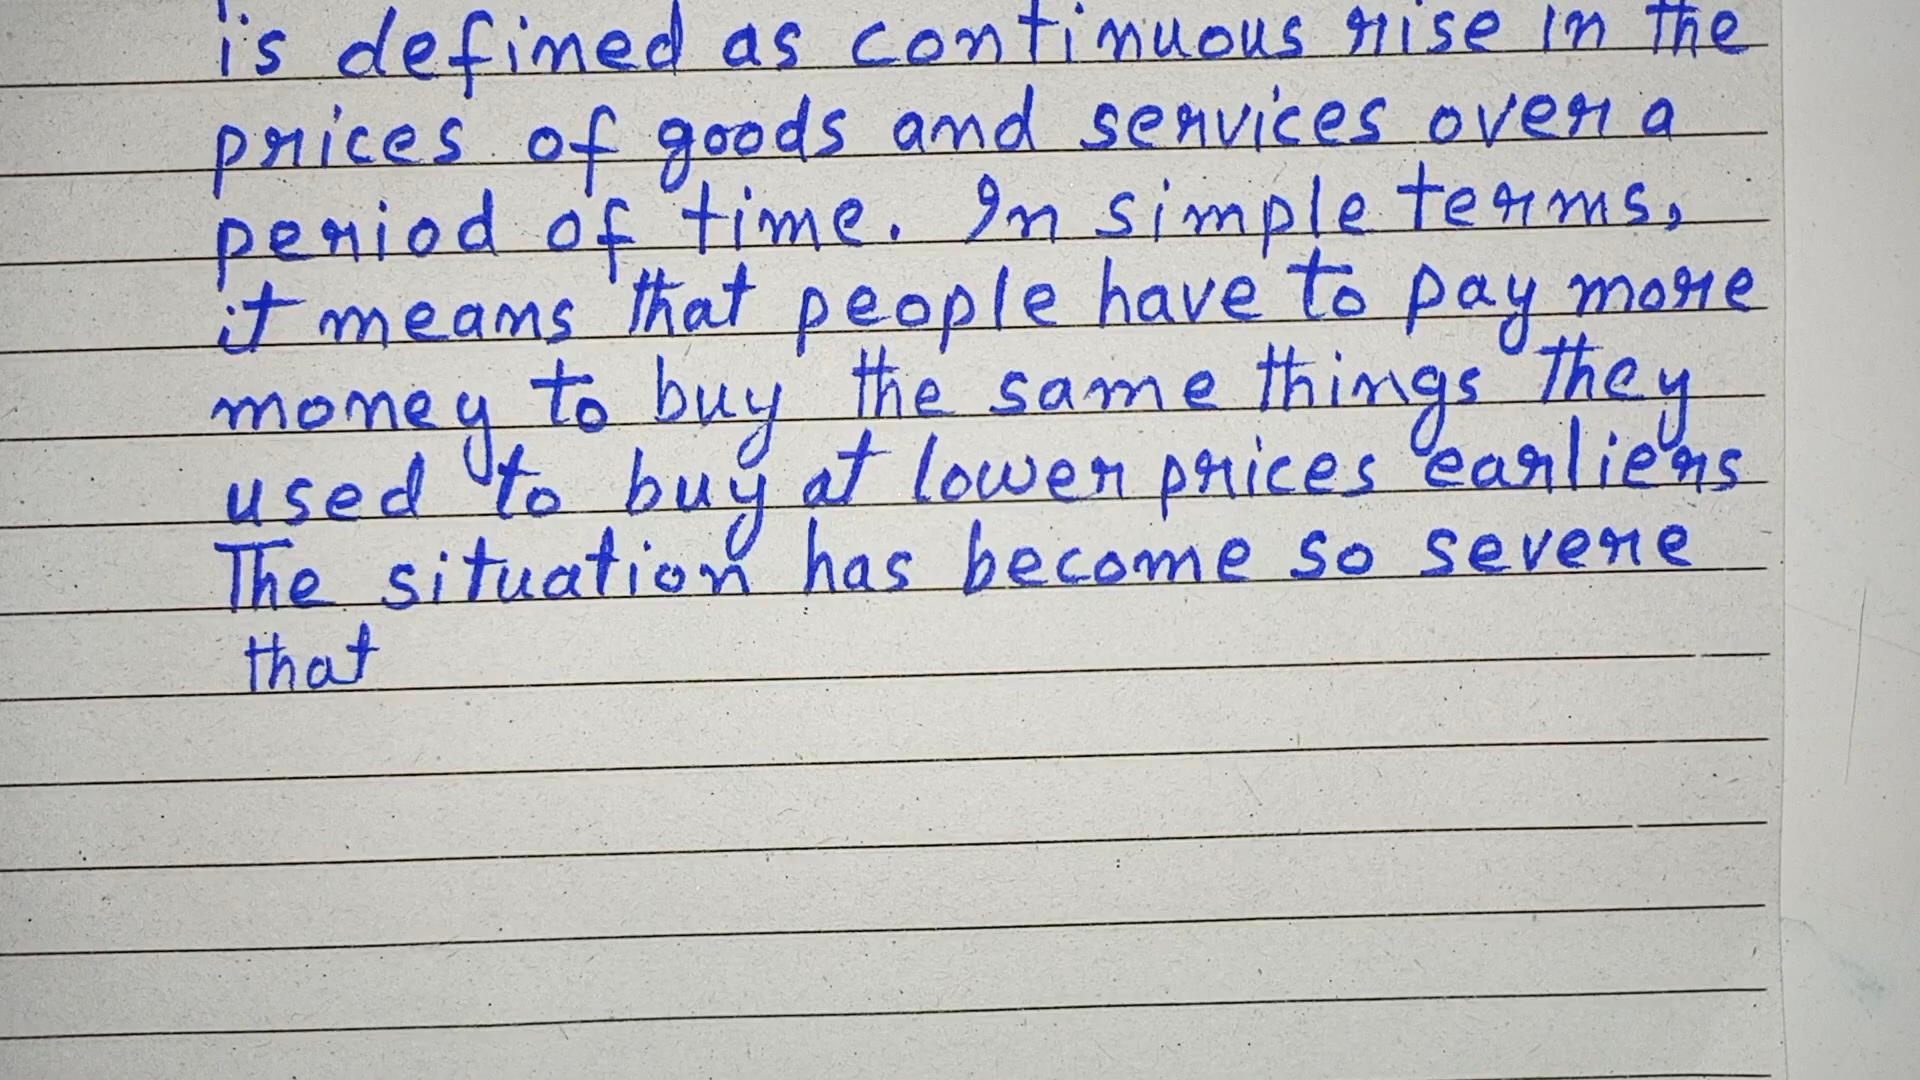 is defined as continuous rise in the
prices of goods and services over a
period of time. In simple terms,
it means that people have to pay more
money to buy the same things they
used to buy at lower prices earliers
The situation has become so severe
that